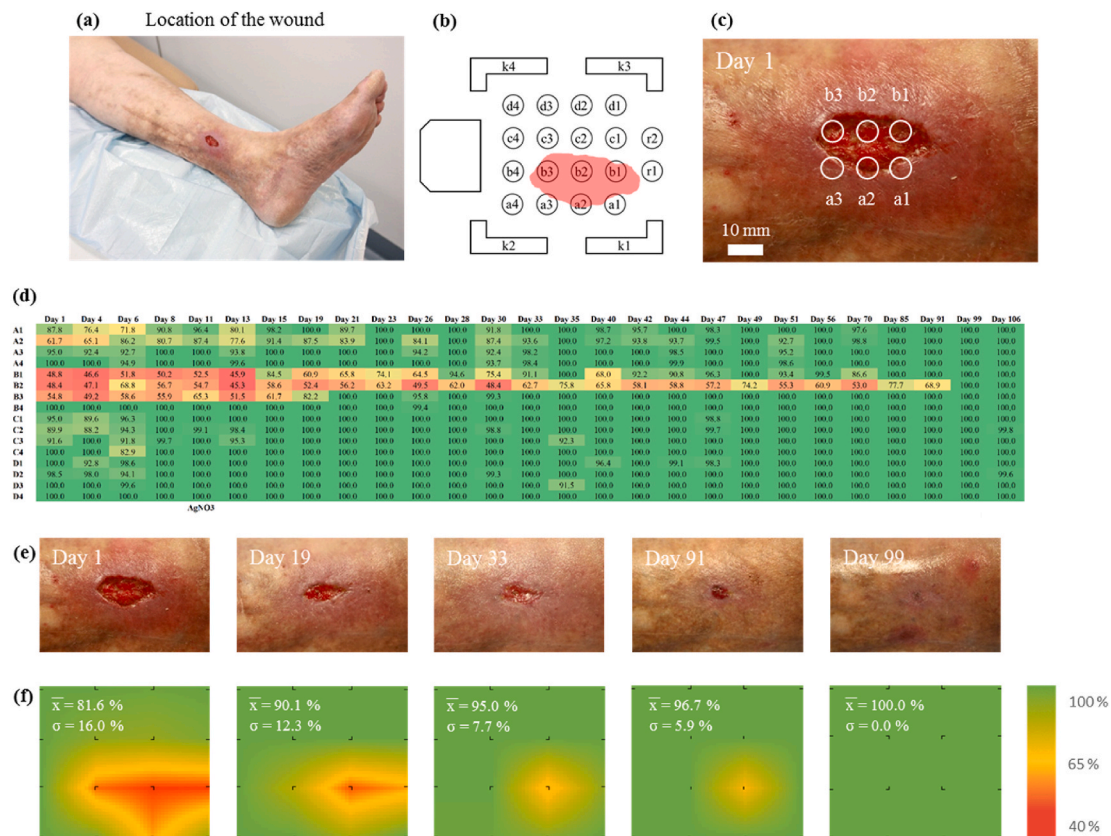 (a) Location of the wound
(b)
k4 k3
d4 d3 d2 d1
c4 c3 c2 c1 r2
b4 b3 b2 b1 r1
a4 a3 a2 a1
k2 k1
(c)
Day 1
b3 b2 b1
a3 a2 a1
10 mm
(d)
Day 1 Day 4 Day 6 Day 8 Day 11 Day 13 Day 15 Day 19 Day 21 Day 23 Day 26 Day 28 Day 30 Day 33 Day 35 Day 40 Day 42 Day 44 Day 47 Day 49 Day 51 Day 56 Day 70 Day 85 Day 91 Day 99 Day 106
A1 87.8 76.4 71.8 90.8 96.4 80.1 98.2 100.0 89.7 100.0 100.0 100.0 91.8 100.0 100.0 98.7 95.7 100.0 98.3 100.0 100.0 100.0 97.6 100.0 100.0 100.0 100.0
A2 61.7 65.1 86.2 80.7 87.4 77.6 91.4 87.5 83.9 100.0 84.1 100.0 87.4 93.6 100.0 97.2 93.8 93.7 99.5 100.0 92.7 100.0 98.8 100.0 100.0 100.0 100.0
A3 95.0 92.4 92.7 100.0 100.0 93.8 100.0 100.0 100.0 100.0 94.2 100.0 92.4 94.2 100.0 100.0 100.0 98.3 100.0 100.0 95.2 100.0 100.0 100.0 100.0 100.0 100.0
A4 100.0 100.0 94.9 100.0 100.0 99.6 100.0 100.0 100.0 100.0 100.0 100.0 93.7 98.4 100.0 100.0 100.0 99.9 100.0 100.0 98.6 100.0 100.0 100.0 100.0 100.0 100.0
B1 48.8 46.6 51.8 50.2 52.5 45.9 84.5 60.9 65.8 74.1 64.5 94.6 75.4 91.1 100.0 68.0 92.2 90.8 96.3 100.0 93.4 99.5 86.6 100.0 100.0 100.0 100.0
B2 48.4 47.1 68.8 56.7 54.7 45.3 58.6 52.4 56.2 63.2 49.5 62.0 48.4 62.7 75.8 65.8 58.1 58.8 57.2 74.2 55.3 60.9 53.0 77.7 68.9 100.0 100.0
B3 54.8 49.2 58.6 55.9 65.3 51.5 61.7 82.2 100.0 100.0 95.8 100.0 99.3 100.0 100.0 100.0 100.0 100.0 100.0 100.0 100.0 100.0 100.0 100.0 100.0 100.0 100.0
B4 100.0 100.0 100.0 100.0 100.0 100.0 100.0 100.0 100.0 100.0 99.4 100.0 100.0 100.0 100.0 100.0 100.0 100.0 100.0 100.0 100.0 100.0 100.0 100.0 100.0 100.0 100.0
C1 95.0 89.6 96.3 100.0 100.0 100.0 100.0 100.0 100.0 100.0 100.0 100.0 100.0 100.0 100.0 100.0 100.0 100.0 98.8 100.0 100.0 100.0 100.0 100.0 100.0 100.0 100.0
C2 89.9 88.2 94.3 100.0 99.1 98.4 100.0 100.0 100.0 100.0 100.0 100.0 98.8 100.0 100.0 100.0 100.0 100.0 99.7 100.0 100.0 100.0 100.0 100.0 100.0 100.0 99.8
C3 91.6 100.0 91.8 99.7 100.0 95.3 100.0 100.0 100.0 100.0 100.0 100.0 100.0 100.0 92.3 100.0 100.0 100.0 100.0 100.0 100.0 100.0 100.0 100.0 100.0 100.0 100.0
C4 100.0 100.0 82.9 100.0 100.0 100.0 100.0 100.0 100.0 100.0 100.0 100.0 100.0 100.0 100.0 100.0 100.0 100.0 100.0 100.0 100.0 100.0 100.0 100.0 100.0 100.0 100.0
D1 100.0 92.8 98.6 100.0 100.0 100.0 100.0 100.0 100.0 100.0 100.0 100.0 100.0 100.0 100.0 96.4 100.0 99.1 98.3 100.0 100.0 100.0 100.0 100.0 100.0 100.0 100.0
D2 98.5 98.0 94.1 100.0 100.0 100.0 100.0 100.0 100.0 100.0 100.0 100.0 99.3 100.0 100.0 100.0 100.0 100.0 100.0 100.0 100.0 100.0 100.0 100.0 100.0 100.0 99.6
D3 100.0 100.0 99.6 100.0 100.0 100.0 100.0 100.0 100.0 100.0 100.0 100.0 100.0 100.0 91.5 100.0 100.0 100.0 100.0 100.0 100.0 100.0 100.0 100.0 100.0 100.0 100.0
D4 100.0 100.0 100.0 100.0 100.0 100.0 100.0 100.0 100.0 100.0 100.0 100.0 100.0 100.0 100.0 100.0 100.0 100.0 100.0 100.0 100.0 100.0 100.0 100.0 100.0 100.0 100.0
AgNO3
(e) Day 1 Day 19 Day 33 Day 91 Day 99
(f)
x̄ = 81.6 % x̄ = 90.1 % x̄ = 95.0 % x̄ = 96.7 % x̄ = 100.0 %
σ = 16.0 % σ = 12.3 % σ = 7.7 % σ = 5.9 % σ = 0.0 %
100 %
65 %
40 %